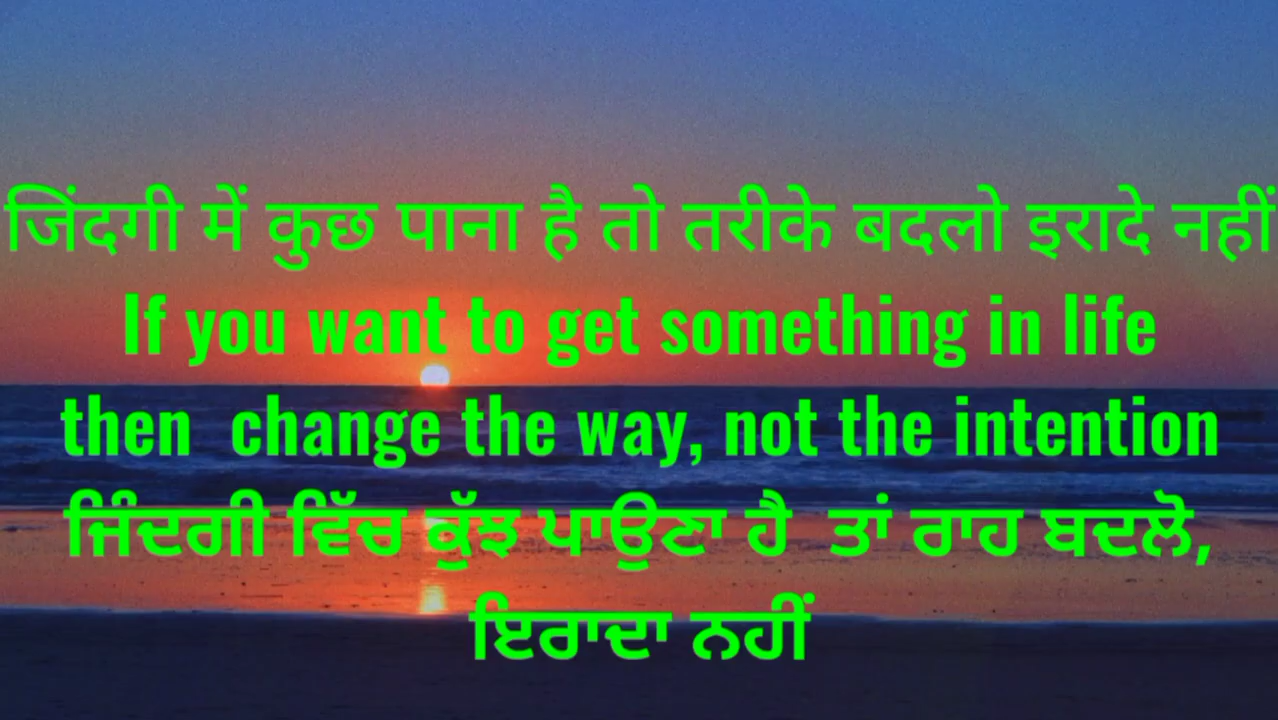 जिंदगी में कुछ पाना है तो तरीके बदलो इरादे नहीं
If you want to get something in life
then change the way, not the intention
ਜਿੰਦਗੀ ਵਿੱਚ ਕੁੱਝ ਪਾਉਣਾ ਹੈ ਤਾਂ ਰਾਹ ਬਦਲੋ,
ਇਰਾਦਾ ਨਹੀਂ